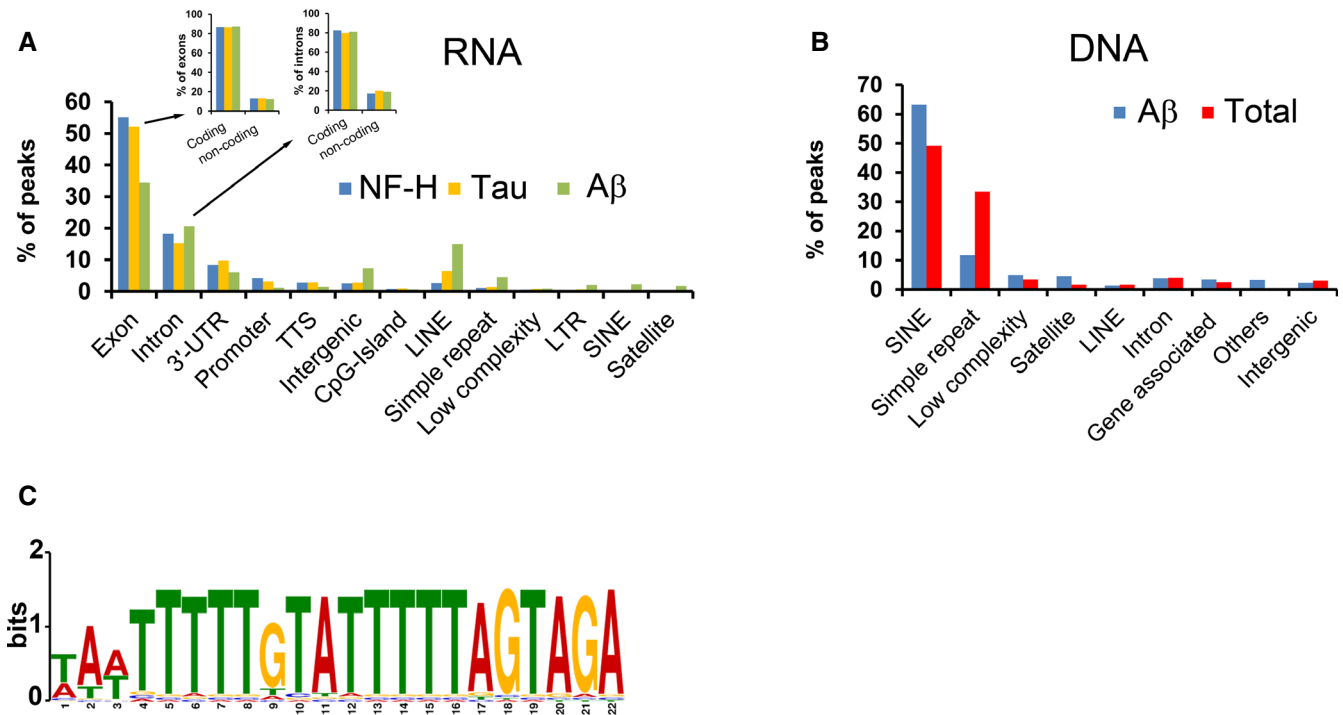 A
RNA
% of exons
100
80
60
40
20
0
Coding
non-coding
% of introns
100
80
60
40
20
0
Coding
non-coding
% of peaks
60
50
40
30
20
10
0
NF-H Tau Aβ
Exon
Intron
3'-UTR
Promoter
TTS
Intergenic
CpG-Island
LINE
Simple repeat
Low complexity
LTR
SINE
Satellite
B
DNA
% of peaks
70
60
50
40
30
20
10
0
Aβ Total
SINE
Simple repeat
Low complexity
Satellite
LINE
Intron
Gene associated
Others
Intergenic
C
bits
2
1
0
TAATTTTTGTATTTTTAGTAGA
1 2 3 4 5 6 7 8 9 10 11 12 13 14 15 16 17 18 19 20 21 22